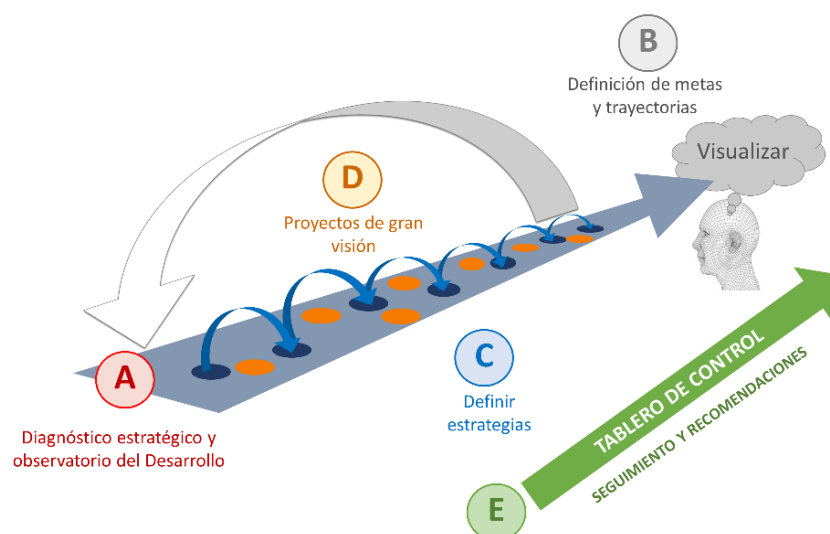 B
Definición de metas
y trayectorias
Visualizar
D
Proyectos de gran
visión
A
Diagnóstico estratégico y
observatorio del Desarrollo
C
Definir
estrategias
TABLERO DE CONTROL
SEGUIMIENTO Y RECOMENDACIONES
E